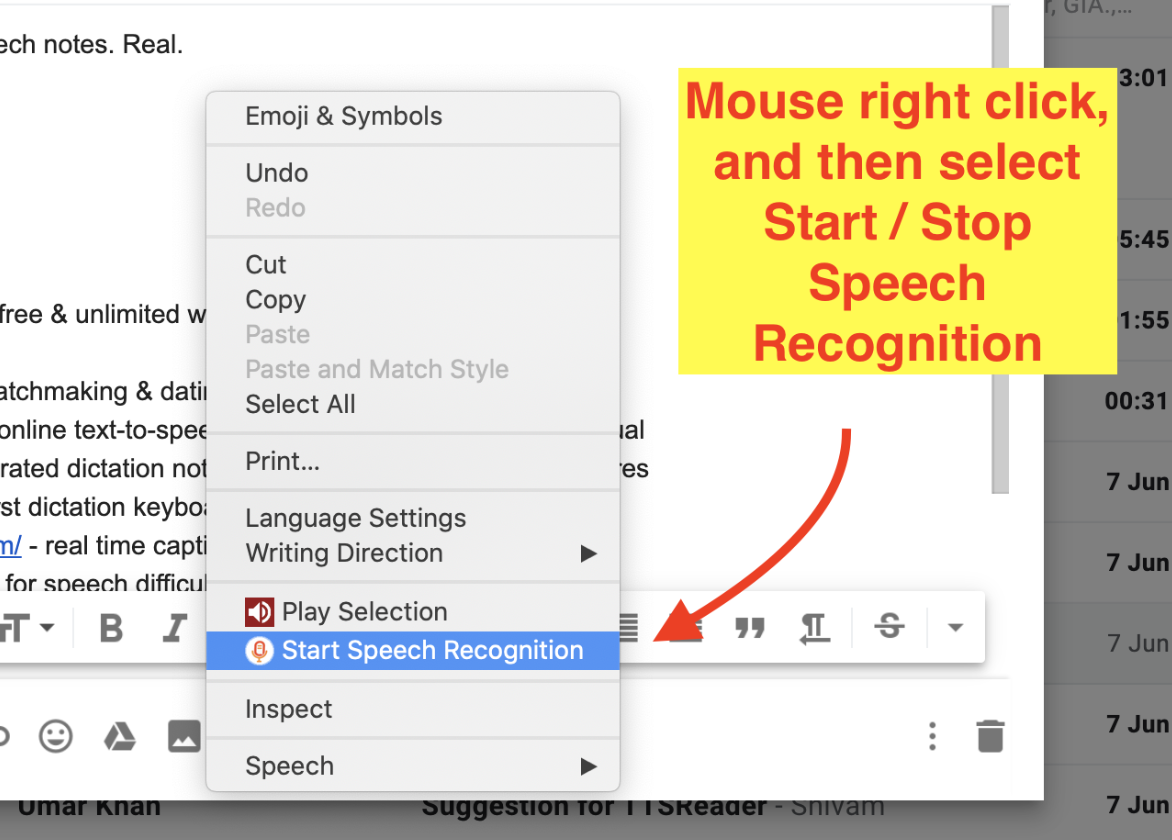 r, GIA.,...
ech notes. Real.
3:01
Mouse right click,
and then select
Start / Stop
Speech
Recognition
Emoji & Symbols
Undo
Redo
5:45
Cut
Copy
free & unlimited w
1:55
Paste
Paste and Match Style
atchmaking & datin
Select All
00:31
online text-to-spee
ual
Print...
rated dictation not
res
7 Jun
st dictation keyboa
Language Settings
m/ - real time capti
Writing Direction
7 Jun
for speech difficul
Play Selection
B I
Start Speech Recognition
7 Jun
Inspect
7 Jun
Speech
Umar Khan
Suggestion for TTSReader - Shivam
7 Jun